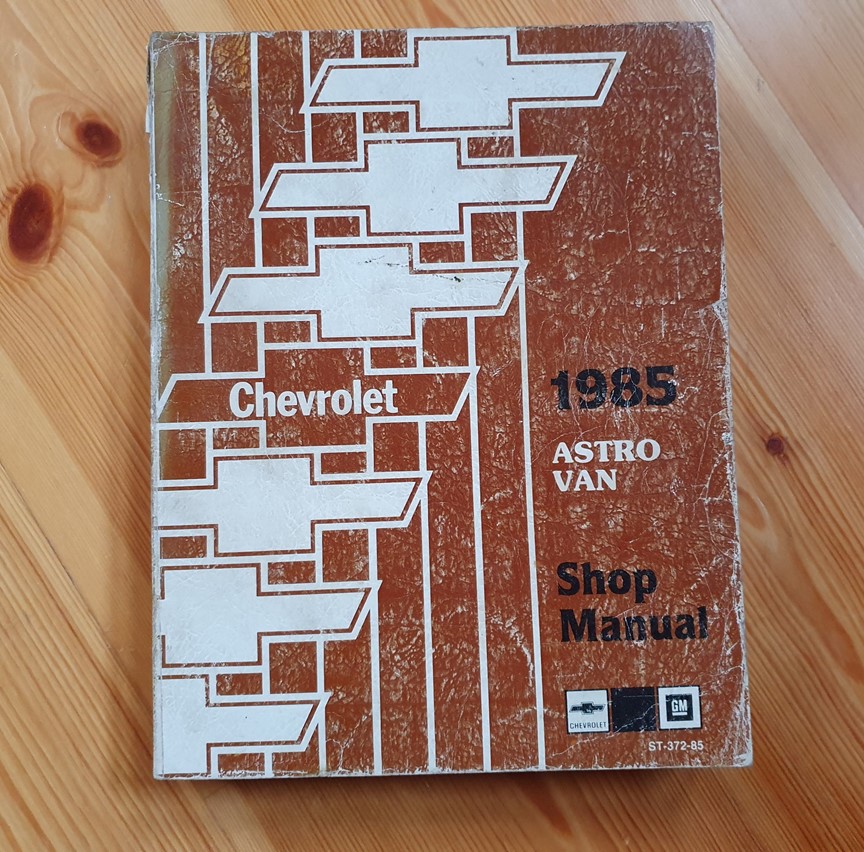 Chevrolet
1985
ASTRO
VAN
Shop
Manual
CHEVROLET
GM
ST-372-85